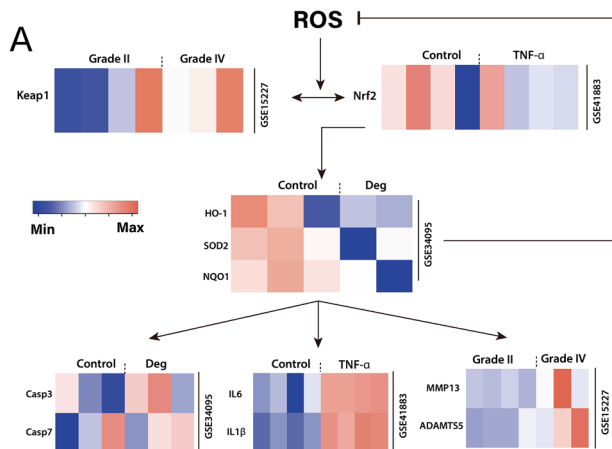 A
ROS
Grade II Grade IV
Keap1
GSE15227
Control TNF-α
Nrf2
GSE41883
Min Max
Control Deg
HO-1
SOD2
NQO1
GSE34095
Control Deg
Casp3
Casp7
GSE34095
Control TNF-α
IL6
IL1β
GSE41883
Grade II Grade IV
MMP13
ADAMTS5
GSE15227